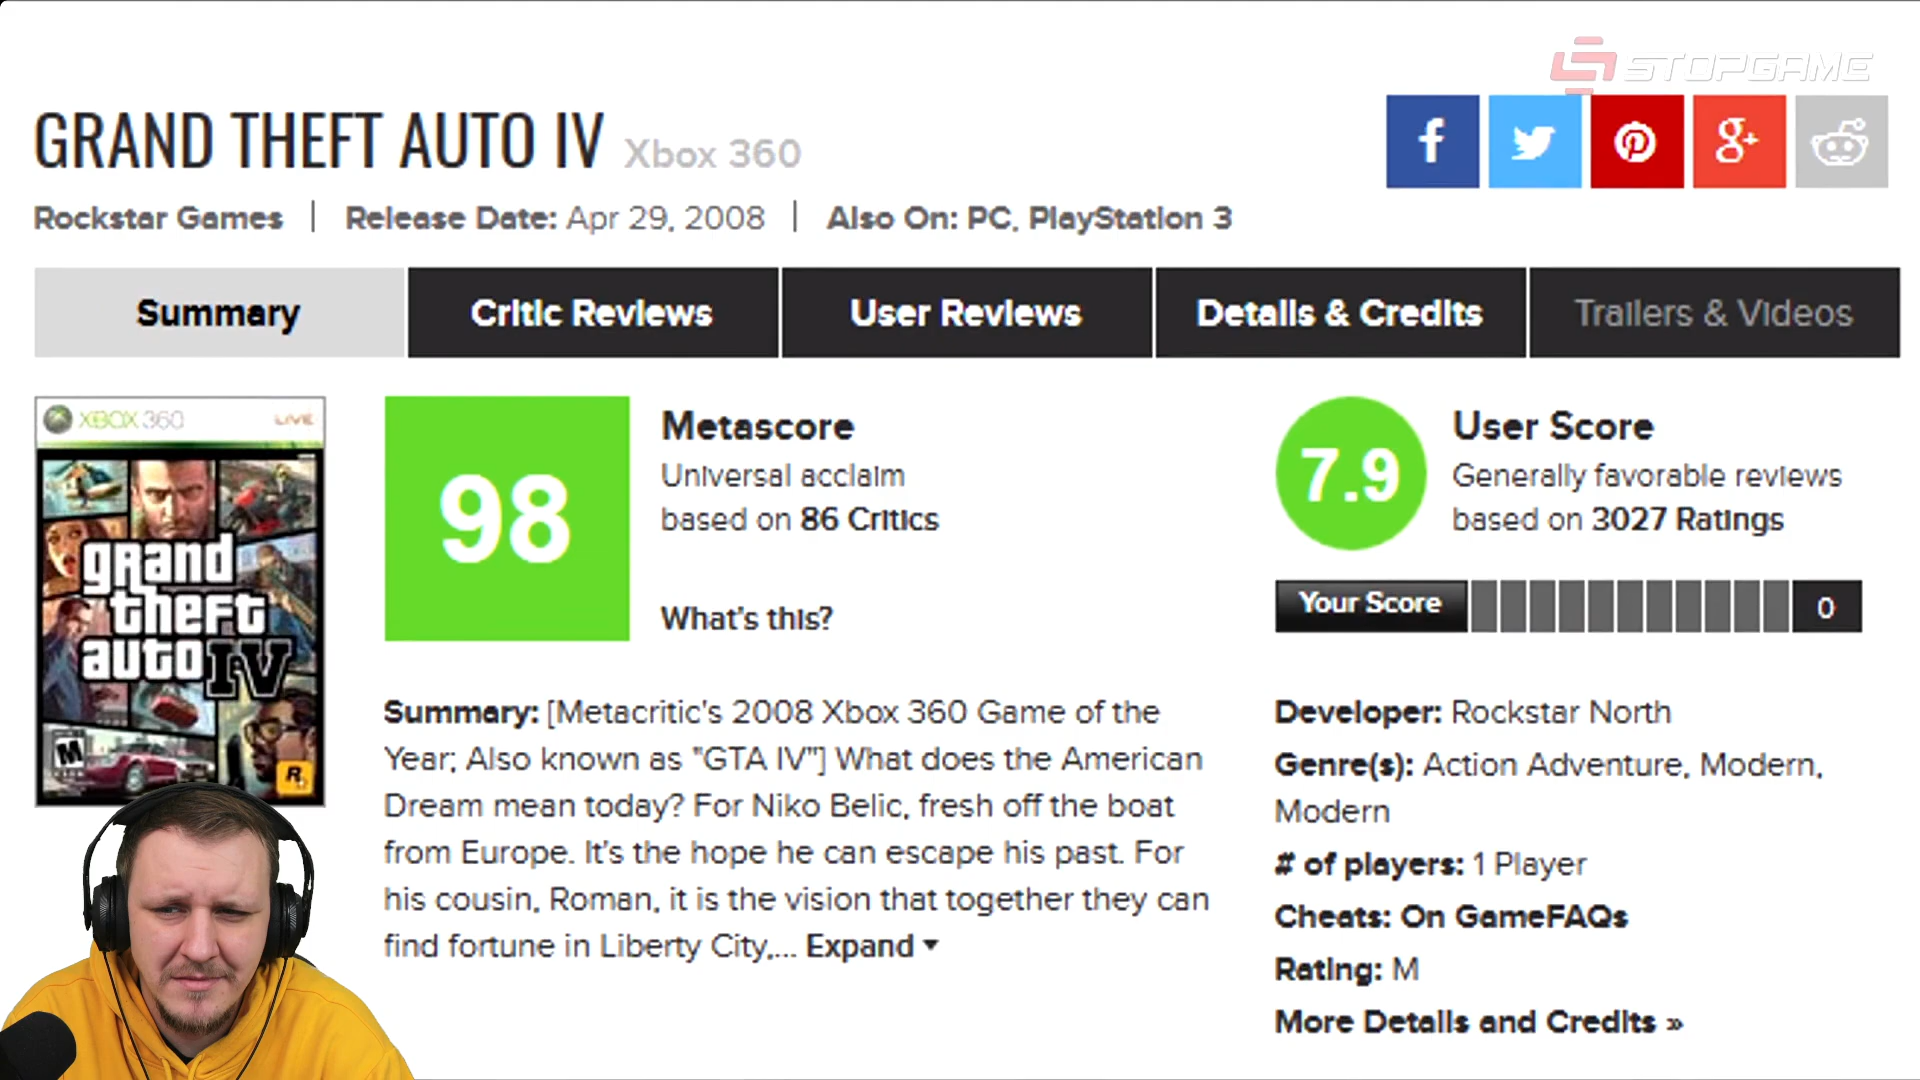 STOPGAME
GRAND THEFT AUTO IV Xbox 360
Rockstar Games | Release Date: Apr 29, 2008 | Also On: PC, PlayStation 3
Summary
Critic Reviews
User Reviews
Details & Credits
Trailers & Videos
XBOX 360 LIVE
grand
theft
auto IV
M
R
98
Metascore
Universal acclaim
based on 86 Critics
What's this?
7.9
User Score
Generally favorable reviews
based on 3027 Ratings
Your Score
0
Summary: [Metacritic's 2008 Xbox 360 Game of the
Year; Also known as "GTA IV"] What does the American
Dream mean today? For Niko Belic, fresh off the boat
from Europe. It's the hope he can escape his past. For
his cousin, Roman, it is the vision that together they can
find fortune in Liberty City,... Expand
Developer: Rockstar North
Genre(s): Action Adventure, Modern,
Modern
# of players: 1 Player
Cheats: On GameFAQs
Rating: M
More Details and Credits »